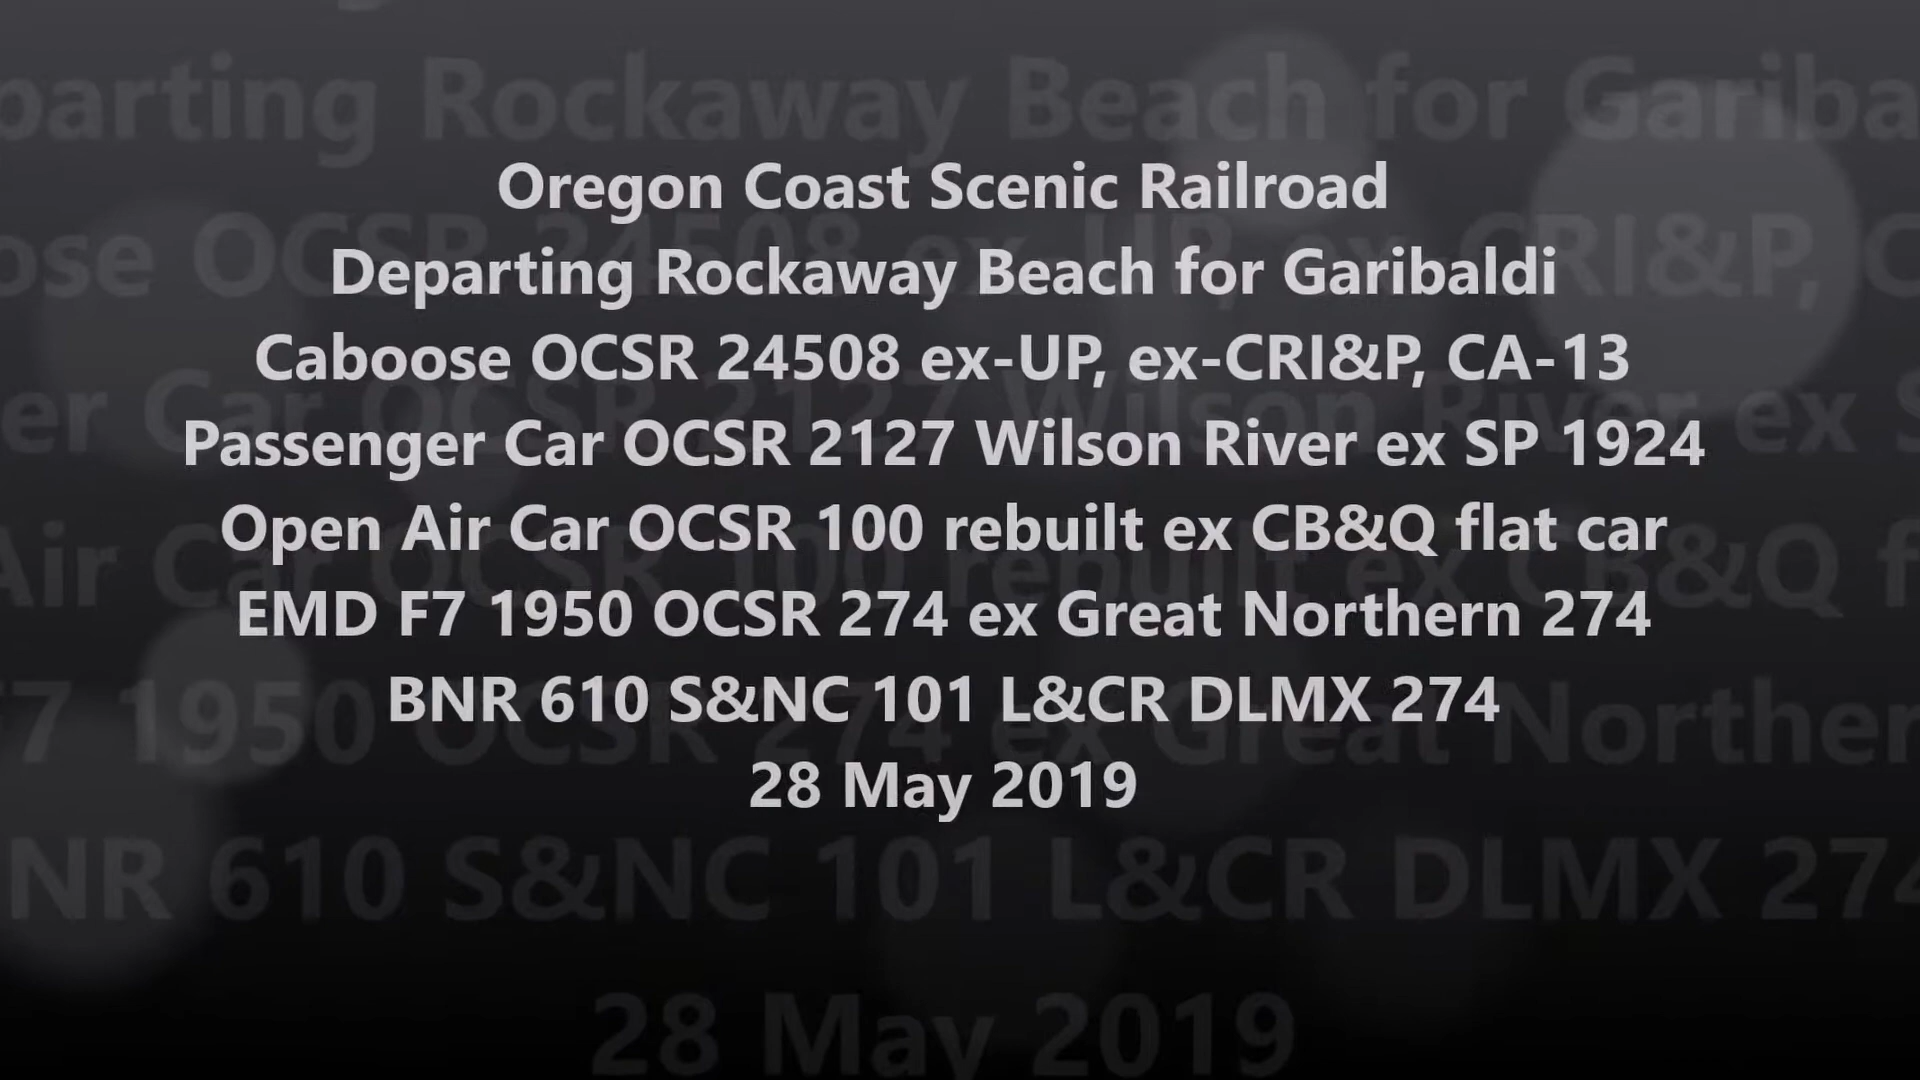 Oregon Coast Scenic Railroad
Departing Rockaway Beach for Garibaldi
Caboose OCSR 24508 ex-UP, ex-CRI&P, CA-13
Passenger Car OCSR 2127 Wilson River ex SP 1924
Open Air Car OCSR 100 rebuilt ex CB&Q flat car
EMD F7 1950 OCSR 274 ex Great Northern 274
BNR 610 S&NC 101 L&CR DLMX 274
28 May 2019